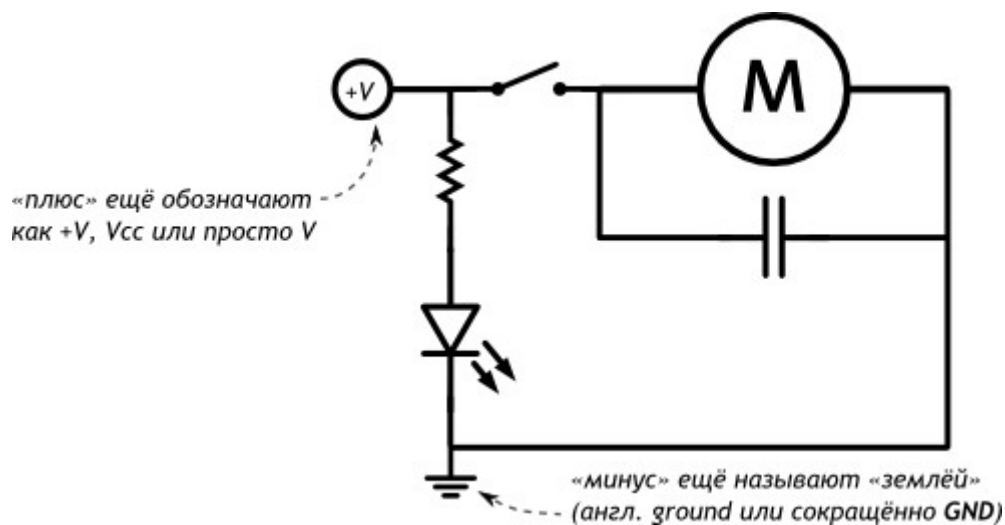 +V
M
«плюс» ещё обозначают
как +V, Vcc или просто V
«минус» ещё называют «землёй»
(англ. ground или сокращённо GND)